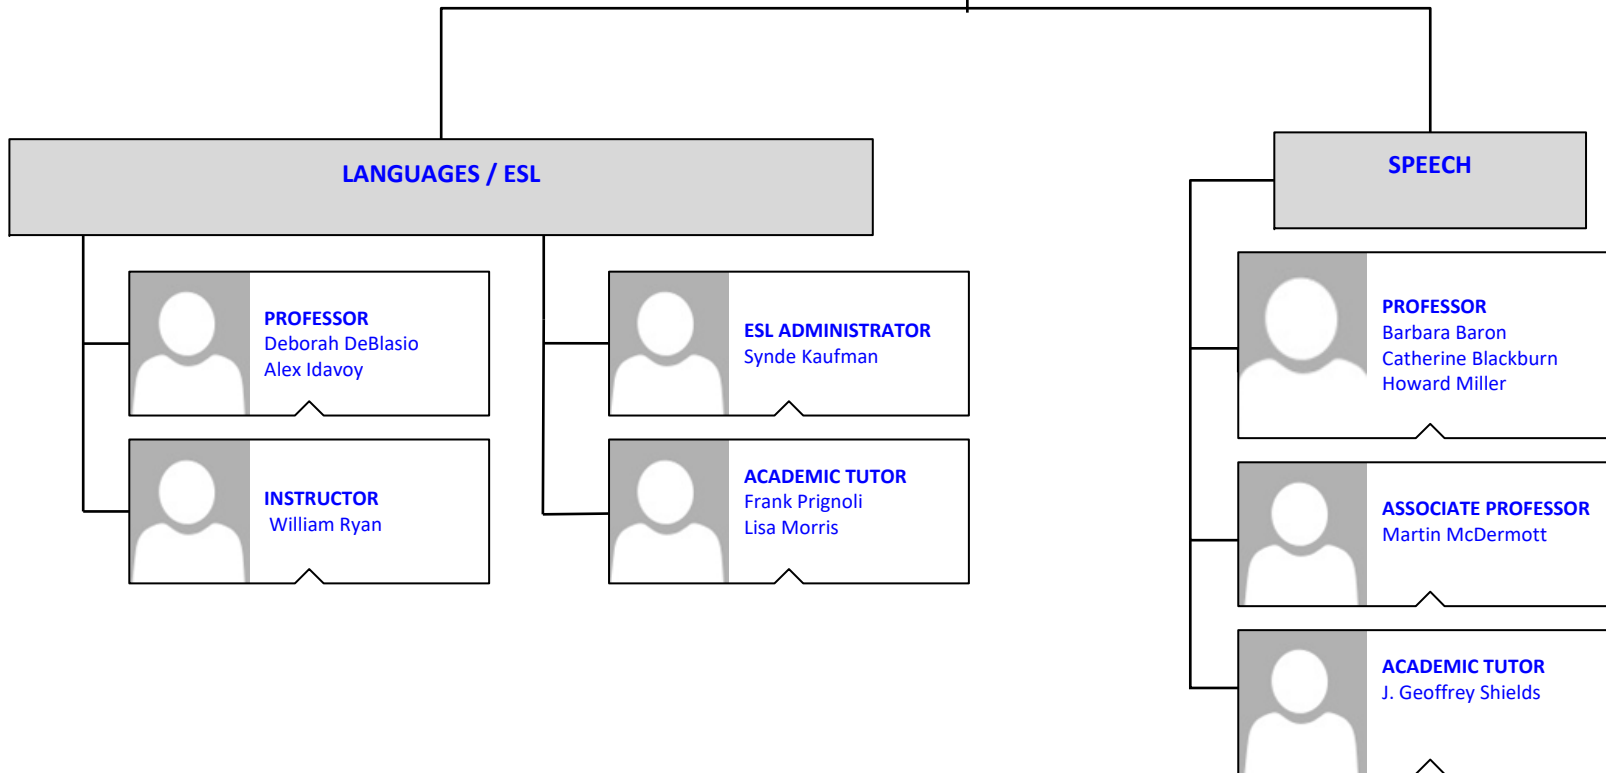 LANGUAGES / ESL
PROFESSOR
Deborah DeBlasio
Alex Idavoy
INSTRUCTOR
William Ryan
ESL ADMINISTRATOR
Synde Kaufman
ACADEMIC TUTOR
Frank Prignoli
Lisa Morris
SPEECH
PROFESSOR
Barbara Baron
Catherine Blackburn
Howard Miller
ASSOCIATE PROFESSOR
Martin McDermott
ACADEMIC TUTOR
J. Geoffrey Shields